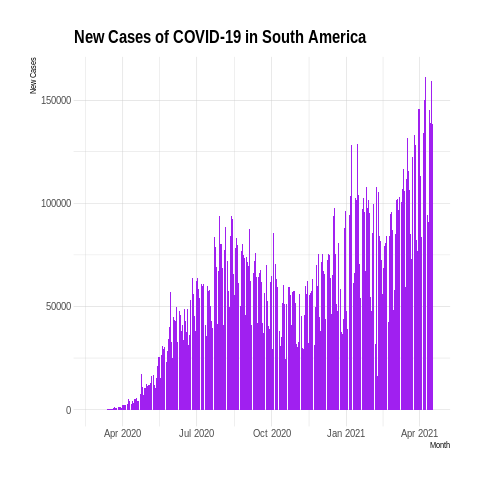 New Cases of COVID-19 in South America
New Cases
150000
100000
50000
0
Apr 2020 Jul 2020 Oct 2020 Jan 2021 Apr 2021
Month